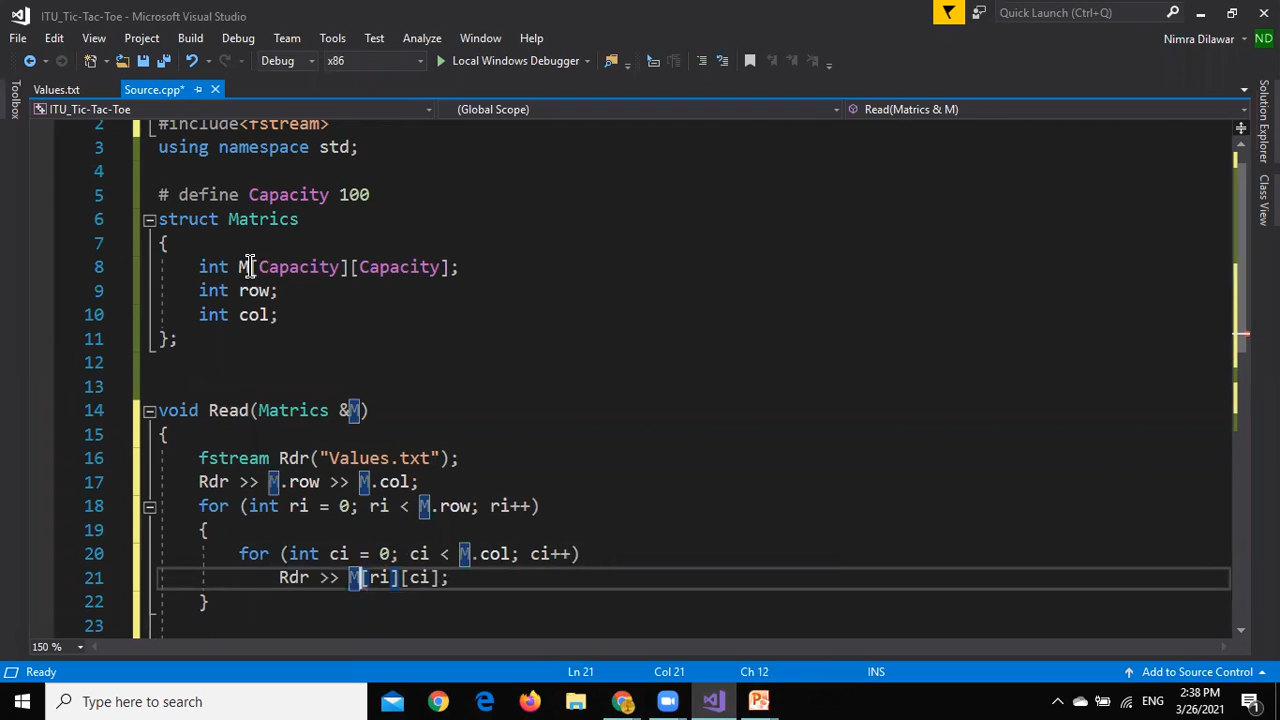 ITU_Tic-Tac-Toe - Microsoft Visual Studio
Quick Launch (Ctrl+Q)
File Edit View Project Build Debug Team Tools Test Analyze Window Help
Nimra Dilawar ND
Debug x86 Local Windows Debugger
Values.txt Source.cpp*
ITU_Tic-Tac-Toe (Global Scope) Read(Matrics & M)
Toolbox
Solution Explorer
Class View
2 #include<fstream>
3 using namespace std;
4
5 # define Capacity 100
6 struct Matrics
7 {
8 int M[Capacity][Capacity];
9 int row;
10 int col;
11 };
12
13
14 void Read(Matrics &M)
15 {
16 fstream Rdr("Values.txt");
17 Rdr >> M.row >> M.col;
18 for (int ri = 0; ri < M.row; ri++)
19 {
20 for (int ci = 0; ci < M.col; ci++)
21 Rdr >> M[ri][ci];
22 }
23
150 %
Ready Ln 21 Col 21 Ch 12 INS Add to Source Control
Type here to search
2:38 PM
3/26/2021